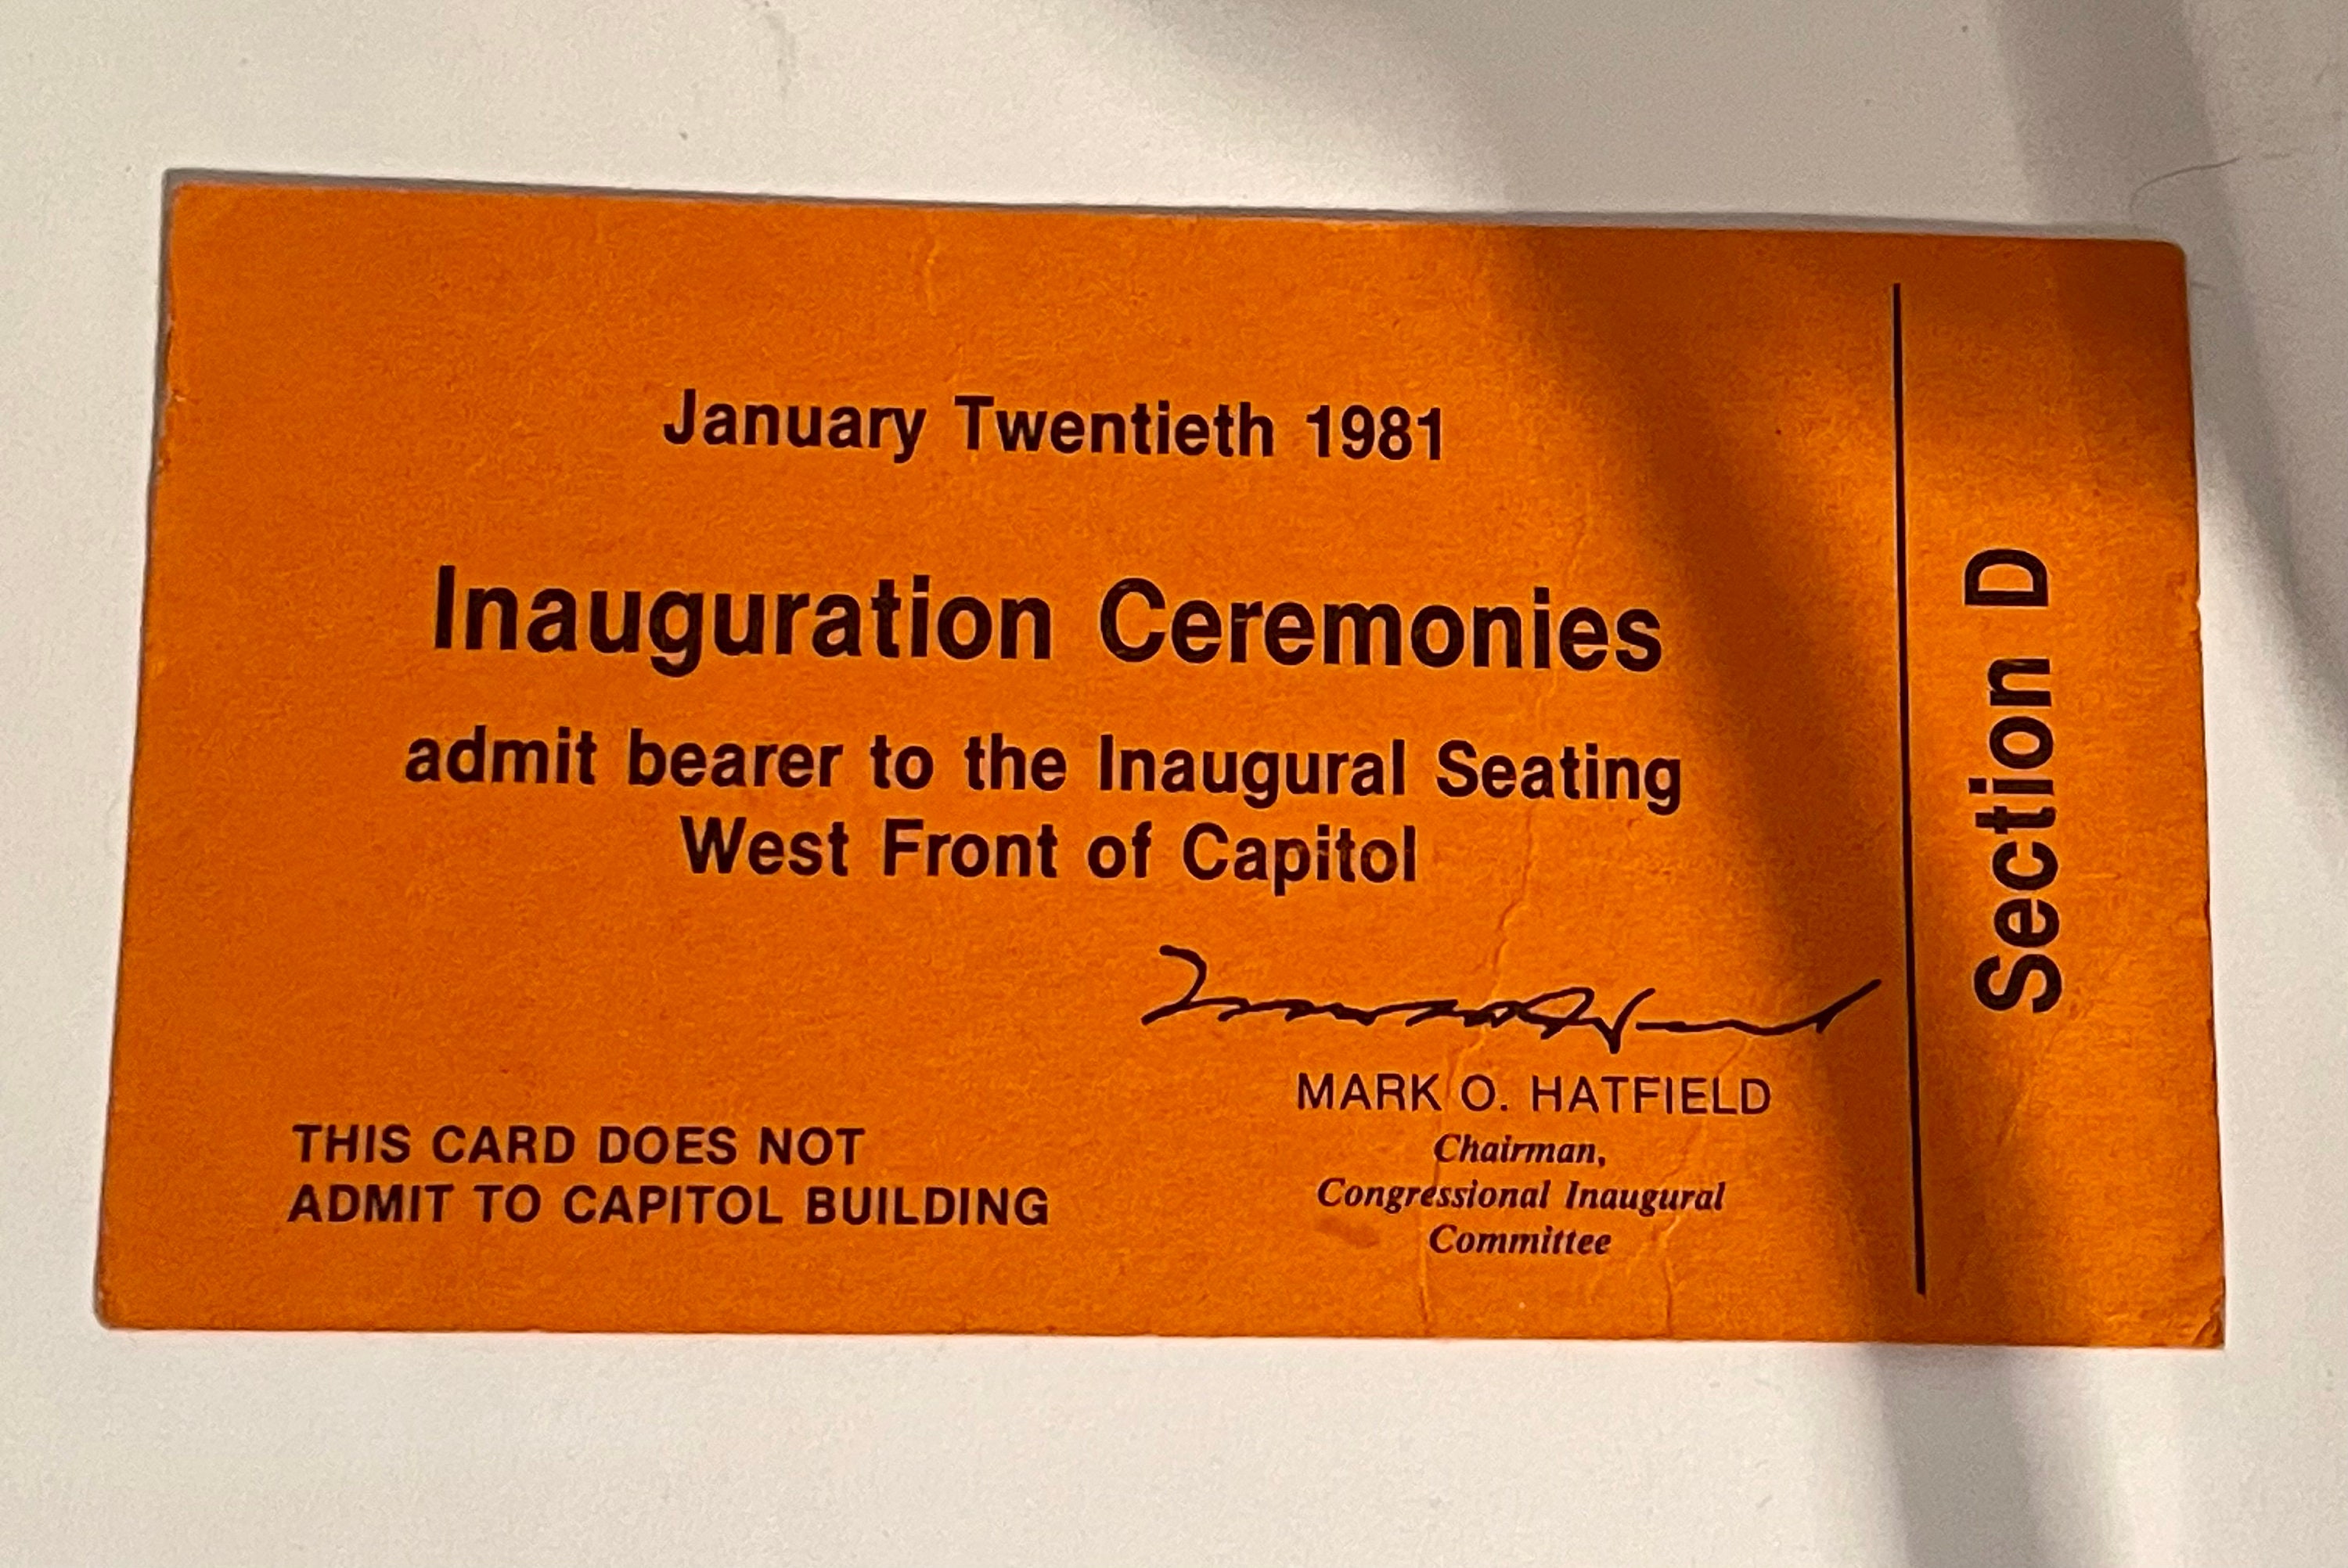 January Twentieth 1981
Inauguration Ceremonies
admit bearer to the Inaugural Seating
West Front of Capitol
MARK O. HATFIELD
Chairman,
Congressional Inaugural
Committee
THIS CARD DOES NOT
ADMIT TO CAPITOL BUILDING
Section D